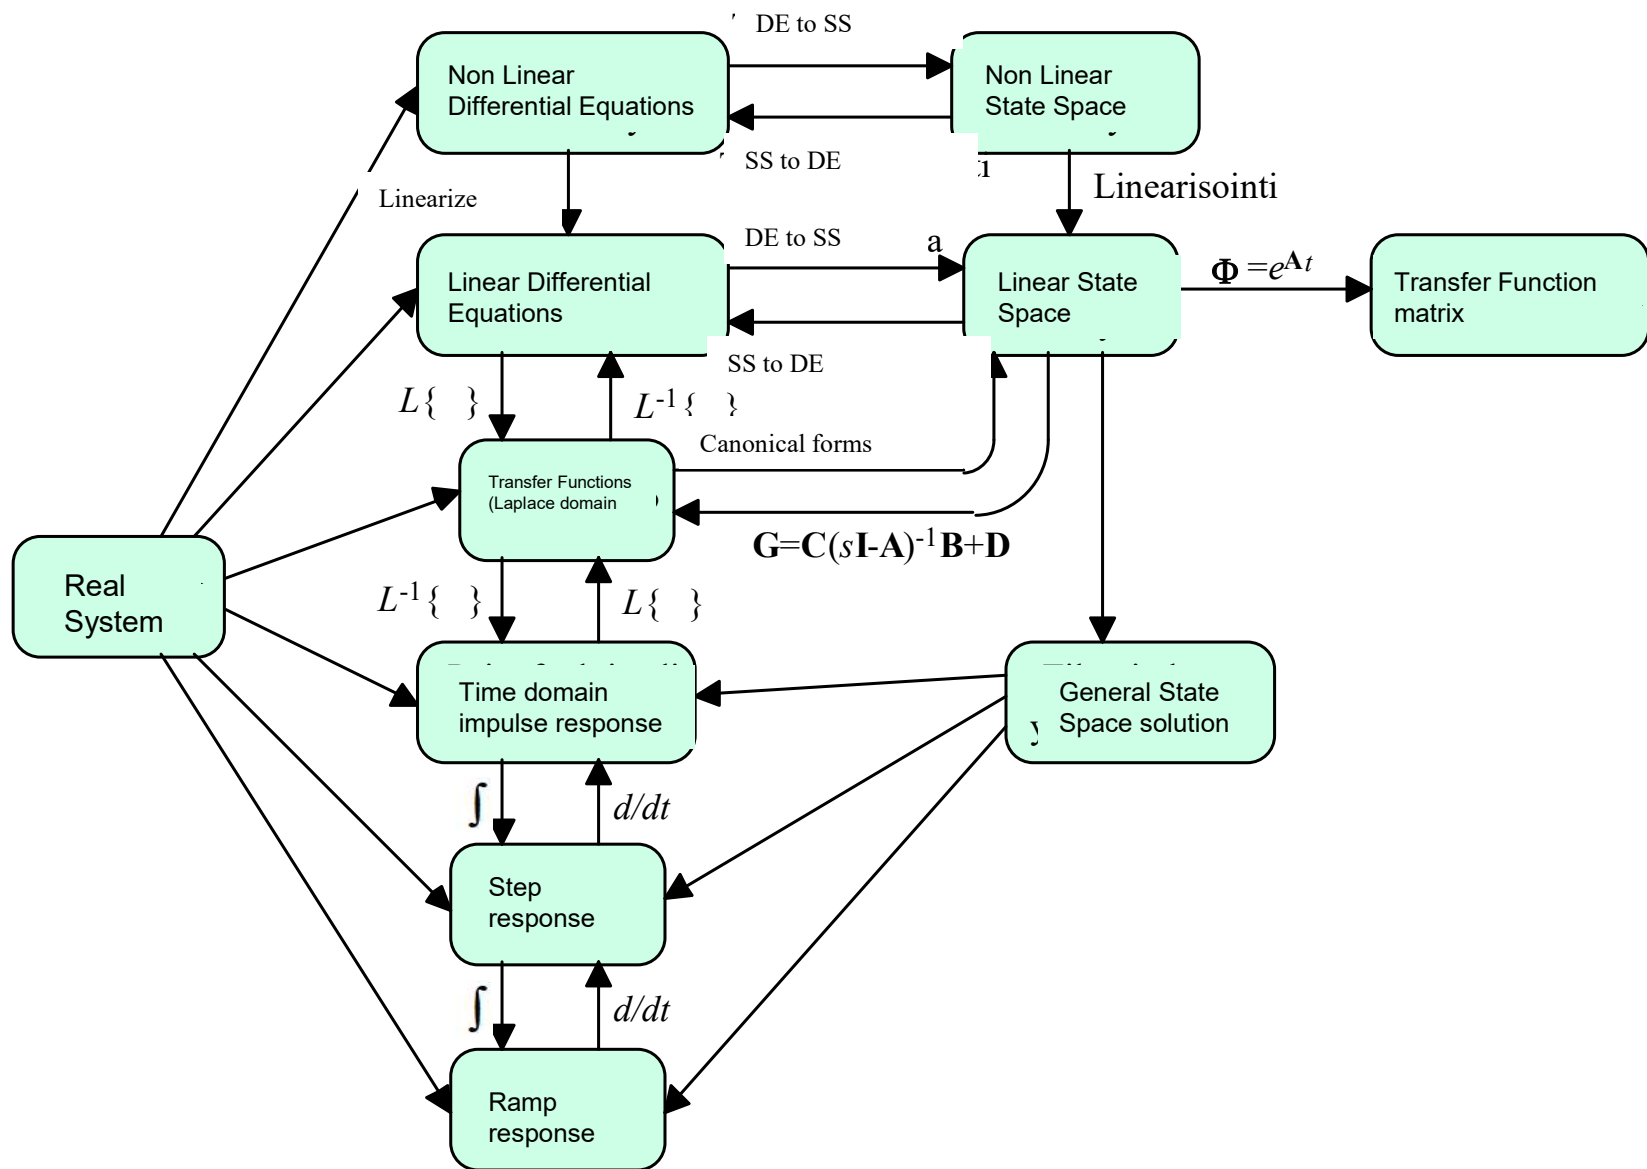 DE to SS
Non Linear
Differential Equations
Non Linear
State Space
SS to DE
Linearize
Linearisointi
DE to SS
a
Linear Differential
Equations
Linear State
Space
Φ =e^At
Transfer Function
matrix
SS to DE
L{ }
L-1{ }
Canonical forms
Transfer Functions
(Laplace domain
G=C(sI-A)-1B+D
Real
System
L-1{ }
L{ }
Time domain
impulse response
General State
Space solution
∫
d/dt
Step
response
∫
d/dt
Ramp
response